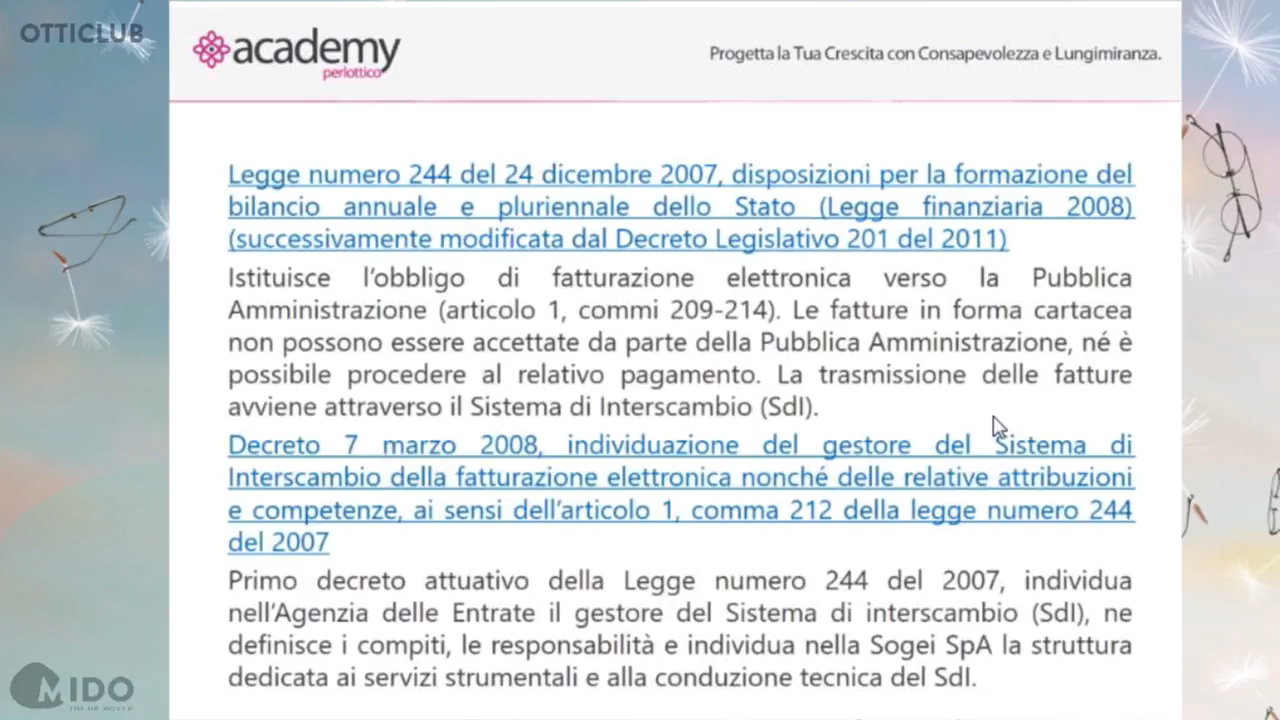 OTTICLUB
academy
periottico
Progetta la Tua Crescita con Consapevolezza e Lungimiranza.
Legge numero 244 del 24 dicembre 2007, disposizioni per la formazione del
bilancio annuale e pluriennale dello Stato (Legge finanziaria 2008)
(successivamente modificata dal Decreto Legislativo 201 del 2011)
Istituisce l'obbligo di fatturazione elettronica verso la Pubblica
Amministrazione (articolo 1, commi 209-214). Le fatture in forma cartacea
non possono essere accettate da parte della Pubblica Amministrazione, né è
possibile procedere al relativo pagamento. La trasmissione delle fatture
avviene attraverso il Sistema di Interscambio (SdI).
Decreto 7 marzo 2008, individuazione del gestore del Sistema di
Interscambio della fatturazione elettronica nonché delle relative attribuzioni
e competenze, ai sensi dell'articolo 1, comma 212 della legge numero 244
del 2007
Primo decreto attuativo della Legge numero 244 del 2007, individua
nell'Agenzia delle Entrate il gestore del Sistema di interscambio (SdI), ne
definisce i compiti, le responsabilità e individua nella Sogei SpA la struttura
dedicata ai servizi strumentali e alla conduzione tecnica del SdI.
MIDO